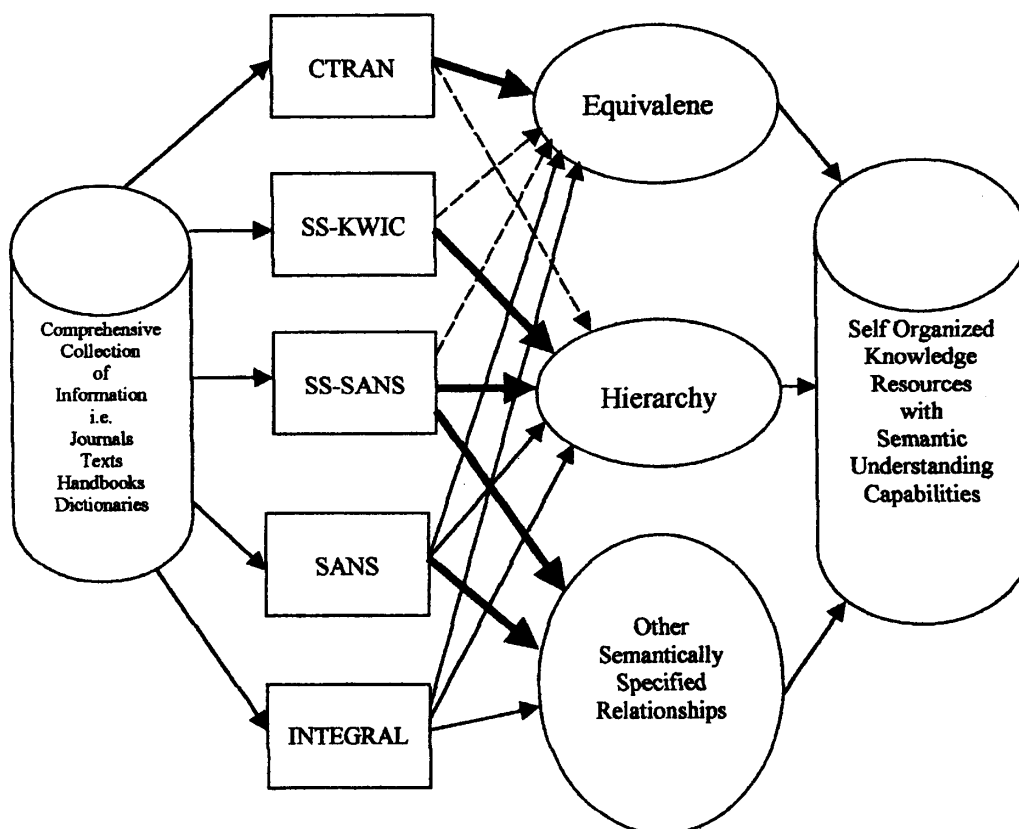 Comprehensive
Collection
of
Information
i.e.
Journals
Texts
Handbooks
Dictionaries
CTRAN
SS-KWIC
SS-SANS
SANS
INTEGRAL
Equivalene
Hierarchy
Other
Semantically
Specified
Relationships
Self Organized
Knowledge
Resources
with
Semantic
Understanding
Capabilities